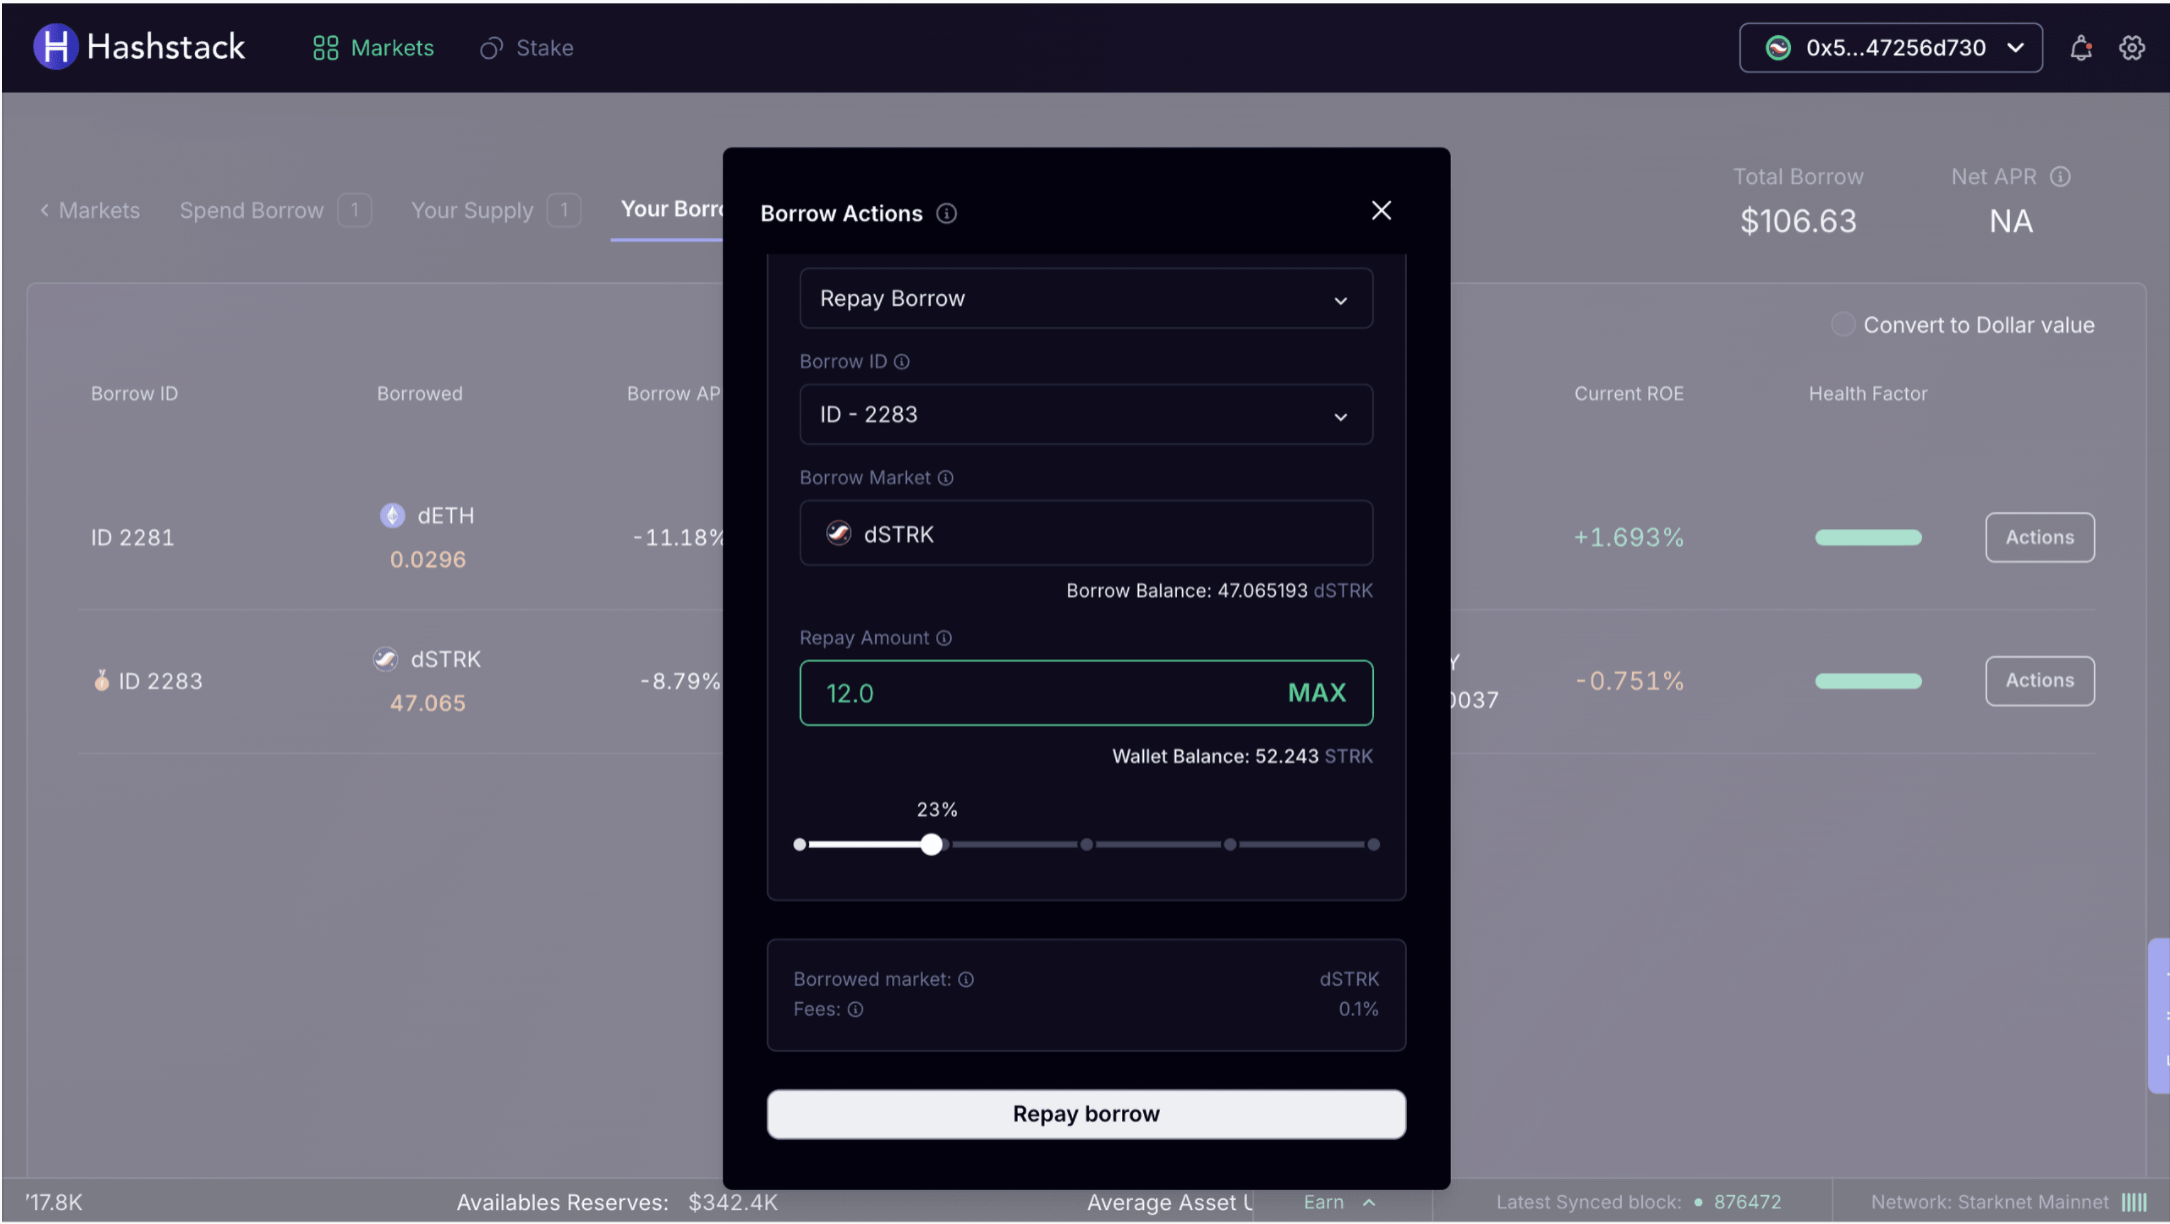 Hashstack
Markets
Stake
0x5...47256d730
Markets
Spend Borrow 1
Your Supply 1
Your Borro
Total Borrow
$106.63
Net APR
NA
Convert to Dollar value
Borrow ID
Borrowed
Borrow AP
Current ROE
Health Factor
ID 2281
dETH
0.0296
-11.18%
+1.693%
Actions
ID 2283
dSTRK
47.065
-8.79%
0037
-0.751%
Actions
Borrow Actions
Repay Borrow
Borrow ID
ID - 2283
Borrow Market
dSTRK
Borrow Balance: 47.065193 dSTRK
Repay Amount
12.0
MAX
Wallet Balance: 52.243 STRK
23%
Borrowed market:
dSTRK
Fees:
0.1%
Repay borrow
17.8K
Availables Reserves: $342.4K
Average Asset U
Earn
Latest Synced block: 876472
Network: Starknet Mainnet